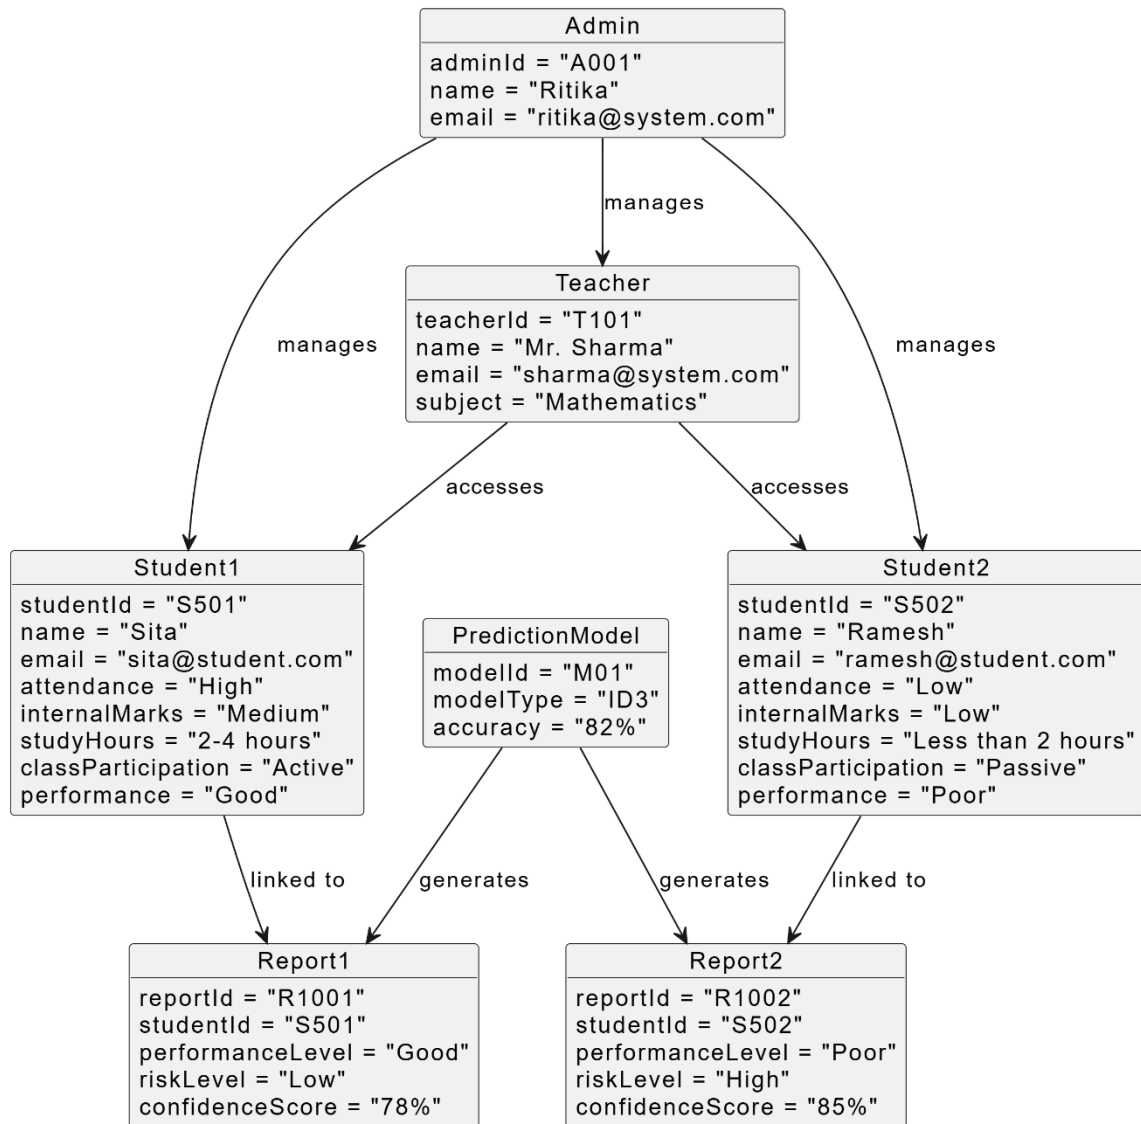 Admin
adminId = "A001"
name = "Ritika"
email = "ritika@system.com"
manages
Teacher
teacherId = "T101"
name = "Mr. Sharma"
email = "sharma@system.com"
subject = "Mathematics"
manages
manages
accesses
accesses
Student1
studentId = "S501"
name = "Sita"
email = "sita@student.com"
attendance = "High"
internalMarks = "Medium"
studyHours = "2-4 hours"
classParticipation = "Active"
performance = "Good"
PredictionModel
modelId = "M01"
modelType = "ID3"
accuracy = "82%"
Student2
studentId = "S502"
name = "Ramesh"
email = "ramesh@student.com"
attendance = "Low"
internalMarks = "Low"
studyHours = "Less than 2 hours"
classParticipation = "Passive"
performance = "Poor"
linked to
generates
generates
linked to
Report1
reportId = "R1001"
studentId = "S501"
performanceLevel = "Good"
riskLevel = "Low"
confidenceScore = "78%"
Report2
reportId = "R1002"
studentId = "S502"
performanceLevel = "Poor"
riskLevel = "High"
confidenceScore = "85%"